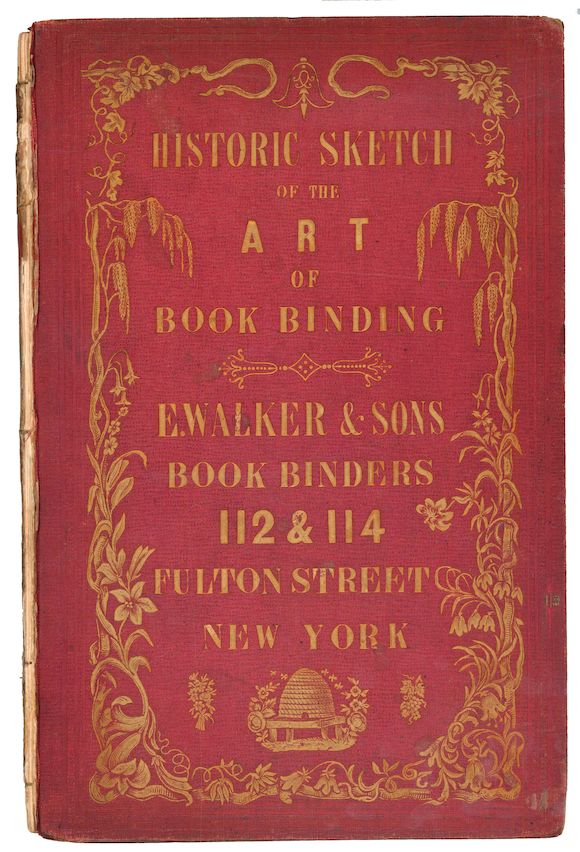 HISTORIC SKETCH
OF THE
ART
OF
BOOK BINDING
E. WALKER & SONS
BOOK BINDERS
112 & 114
FULTON STREET
NEW YORK